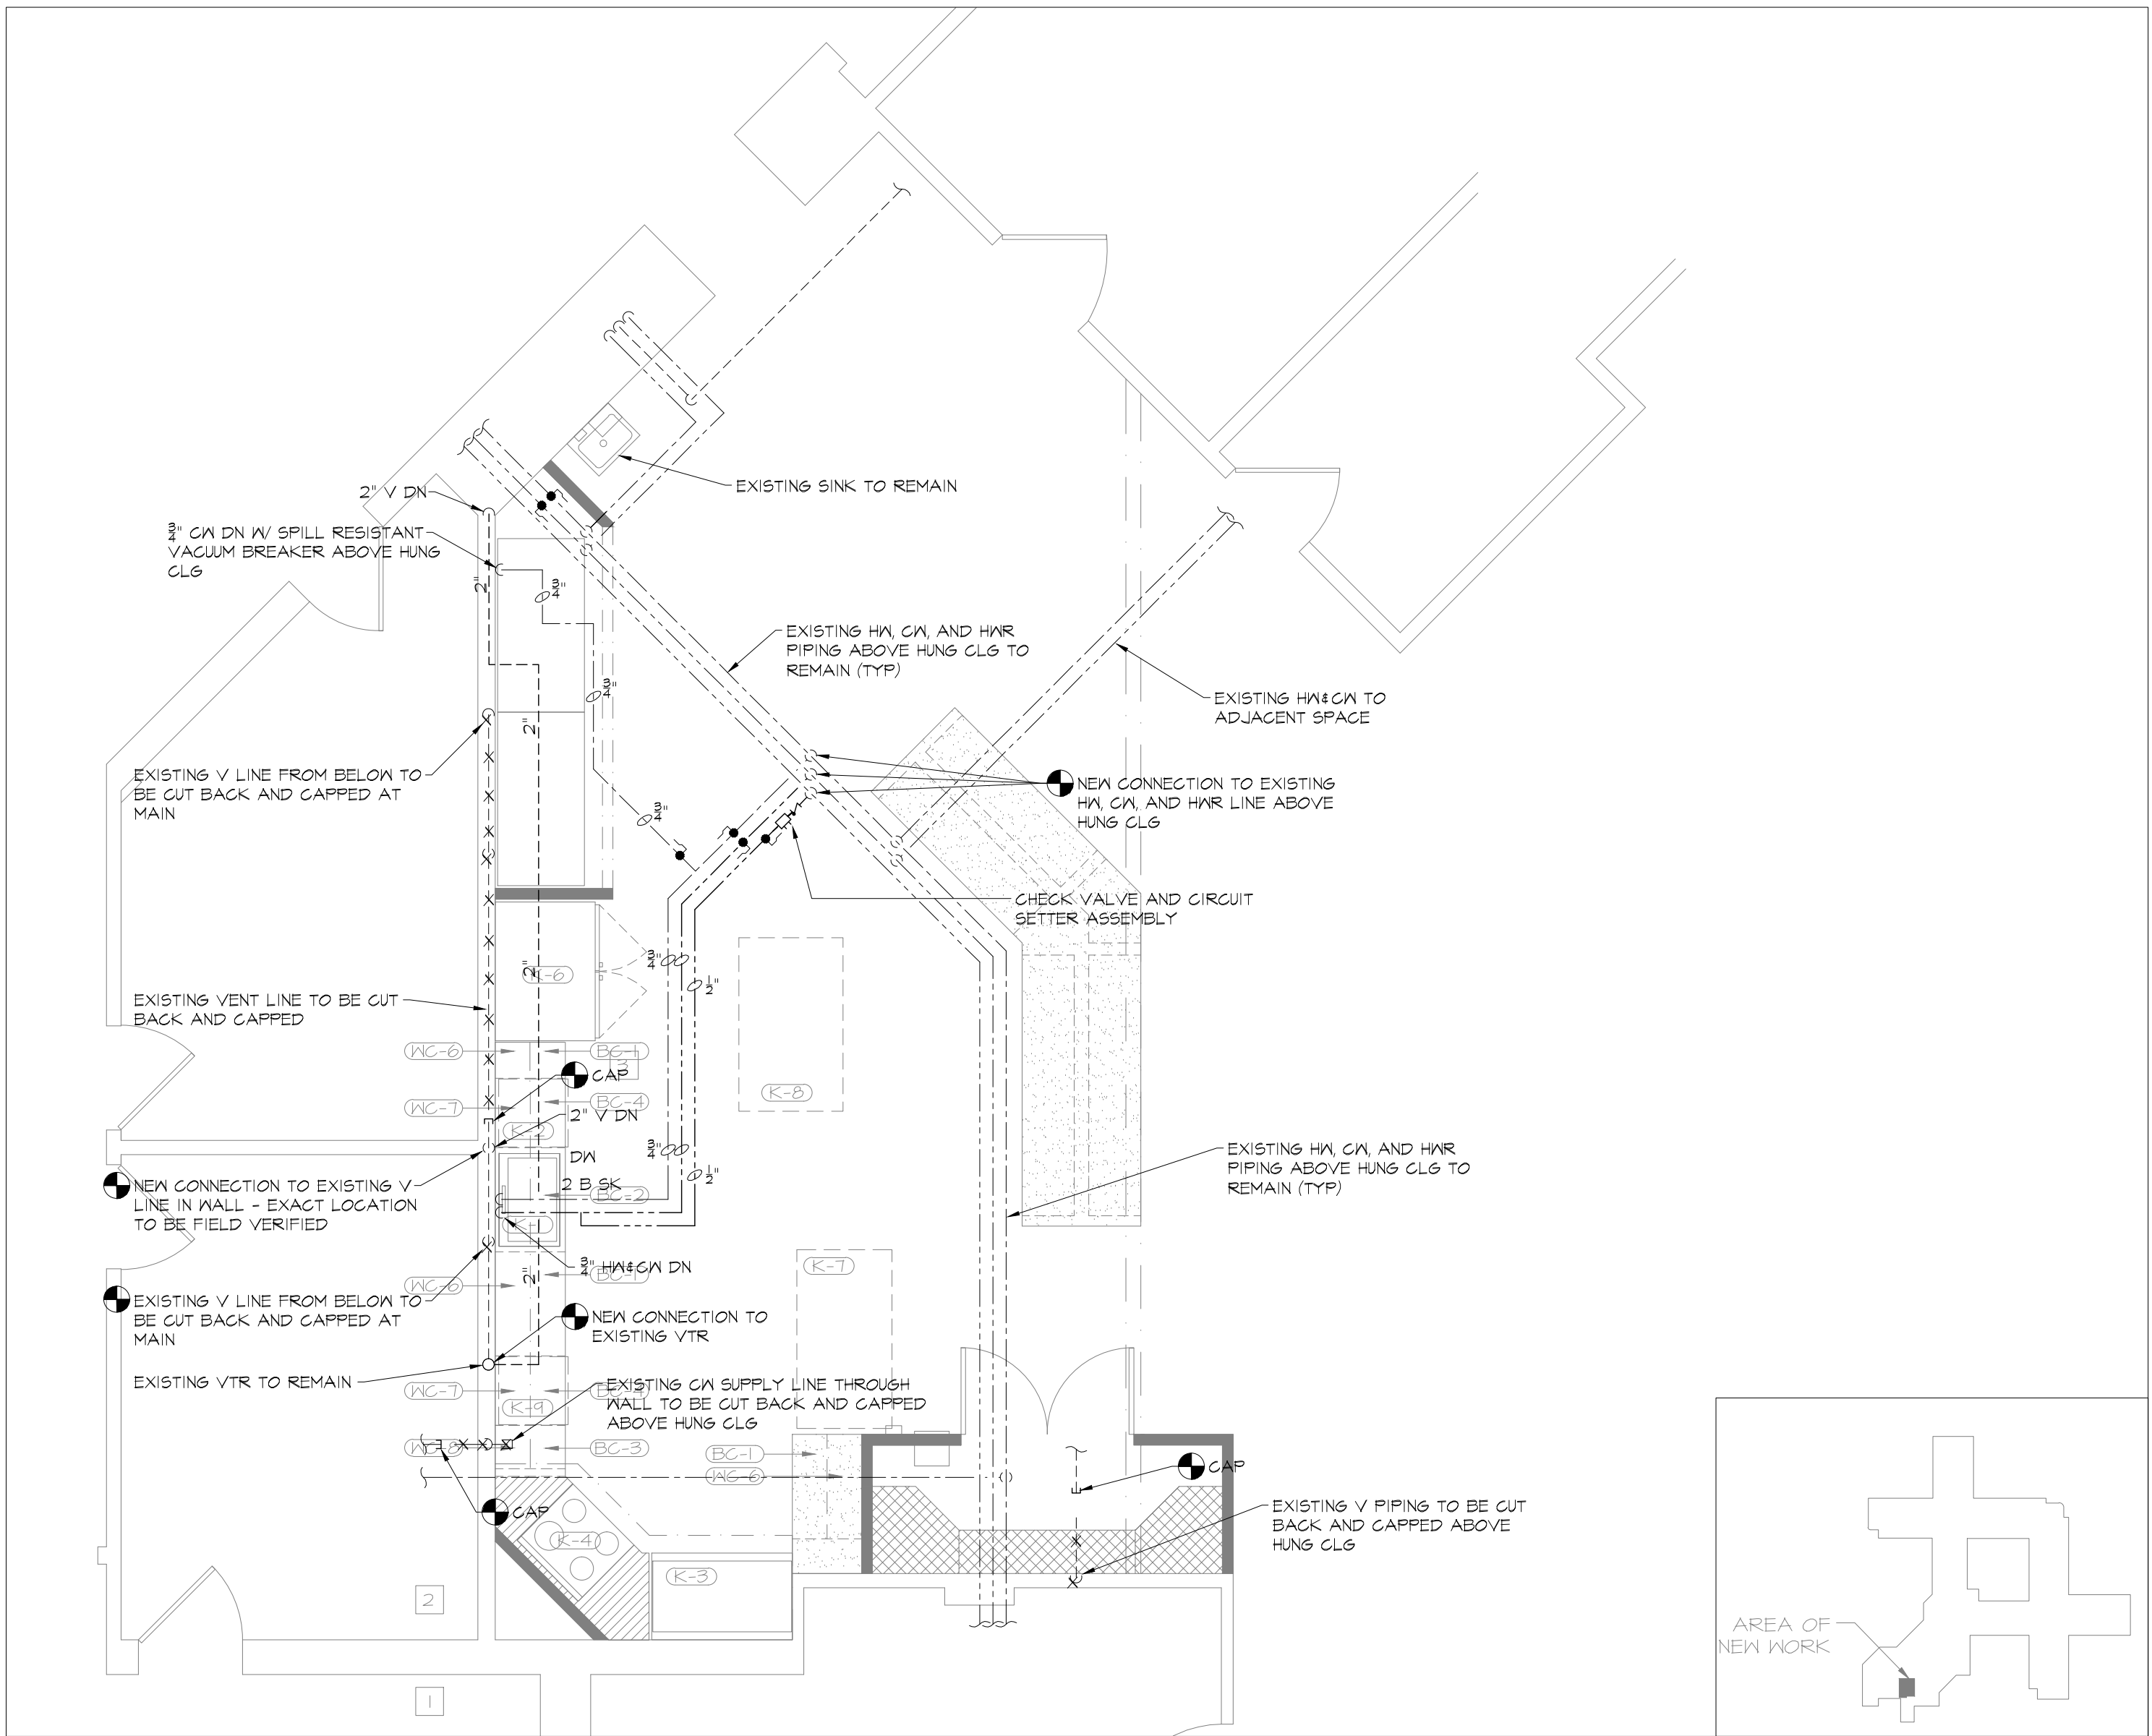 EXISTING SINK TO REMAIN
2" V DN
3/4" CW DN W/ SPILL RESISTANT
VACUUM BREAKER ABOVE HUNG
CLG
2"
3/4"
EXISTING HW, CW, AND HWR
PIPING ABOVE HUNG CLG TO
REMAIN (TYP)
3/4"
EXISTING HW&CW TO
ADJACENT SPACE
2"
EXISTING V LINE FROM BELOW TO
BE CUT BACK AND CAPPED AT
MAIN
NEW CONNECTION TO EXISTING
HW, CW, AND HWR LINE ABOVE
HUNG CLG
3/4"
CHECK VALVE AND CIRCUIT
SETTER ASSEMBLY
3/4"
2"
K-6
1/2"
EXISTING VENT LINE TO BE CUT
BACK AND CAPPED
WC-6
BC-1
3
CAP
K-8
WC-7
BC-4
2" V DN
K-2
DW
3/4"
1/2"
EXISTING HW, CW, AND HWR
PIPING ABOVE HUNG CLG TO
REMAIN (TYP)
NEW CONNECTION TO EXISTING V
LINE IN WALL - EXACT LOCATION
TO BE FIELD VERIFIED
2 B SK
BC-2
K-1
3/4" HW&CW DN
K-7
WC-6
2"
BC-1
EXISTING V LINE FROM BELOW TO
BE CUT BACK AND CAPPED AT
MAIN
NEW CONNECTION TO
EXISTING VTR
EXISTING VTR TO REMAIN
WC-7
BC-4
K-9
EXISTING CW SUPPLY LINE THROUGH
WALL TO BE CUT BACK AND CAPPED
ABOVE HUNG CLG
WC-8
BC-3
BC-1
WC-6
CAP
CAP
EXISTING V PIPING TO BE CUT
BACK AND CAPPED ABOVE
HUNG CLG
K-4
K-3
2
1
AREA OF
NEW WORK